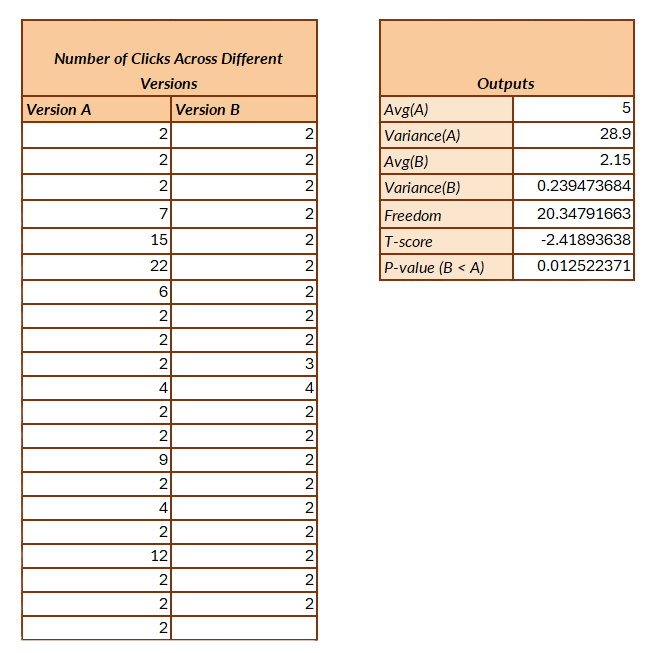 Number of Clicks Across Different
Versions
Version A Version B
2 2
2 2
2 2
7 2
15 2
22 2
6 2
2 2
2 2
2 3
4 4
2 2
2 2
9 2
2 2
4 2
2 2
12 2
2 2
2 2
2
Outputs
Avg(A) 5
Variance(A) 28.9
Avg(B) 2.15
Variance(B) 0.239473684
Freedom 20.34791663
T-score -2.41893638
P-value (B < A) 0.012522371